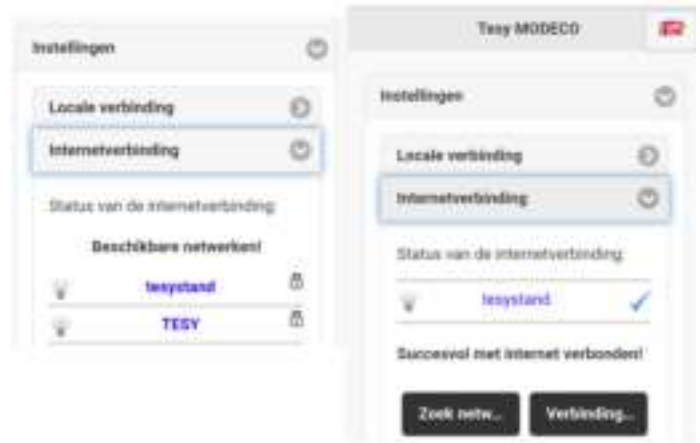 Instellingen
Locale verbinding
Internetverbinding
Status van de internetverbinding
Beschikbare netwerken!
tesystand
TESY
Tesy MODECO
Instellingen
Locale verbinding
Internetverbinding
Status van de internetverbinding
tesystand
Succesvol met internet verbonden!
Zoek netw...
Verbinding...